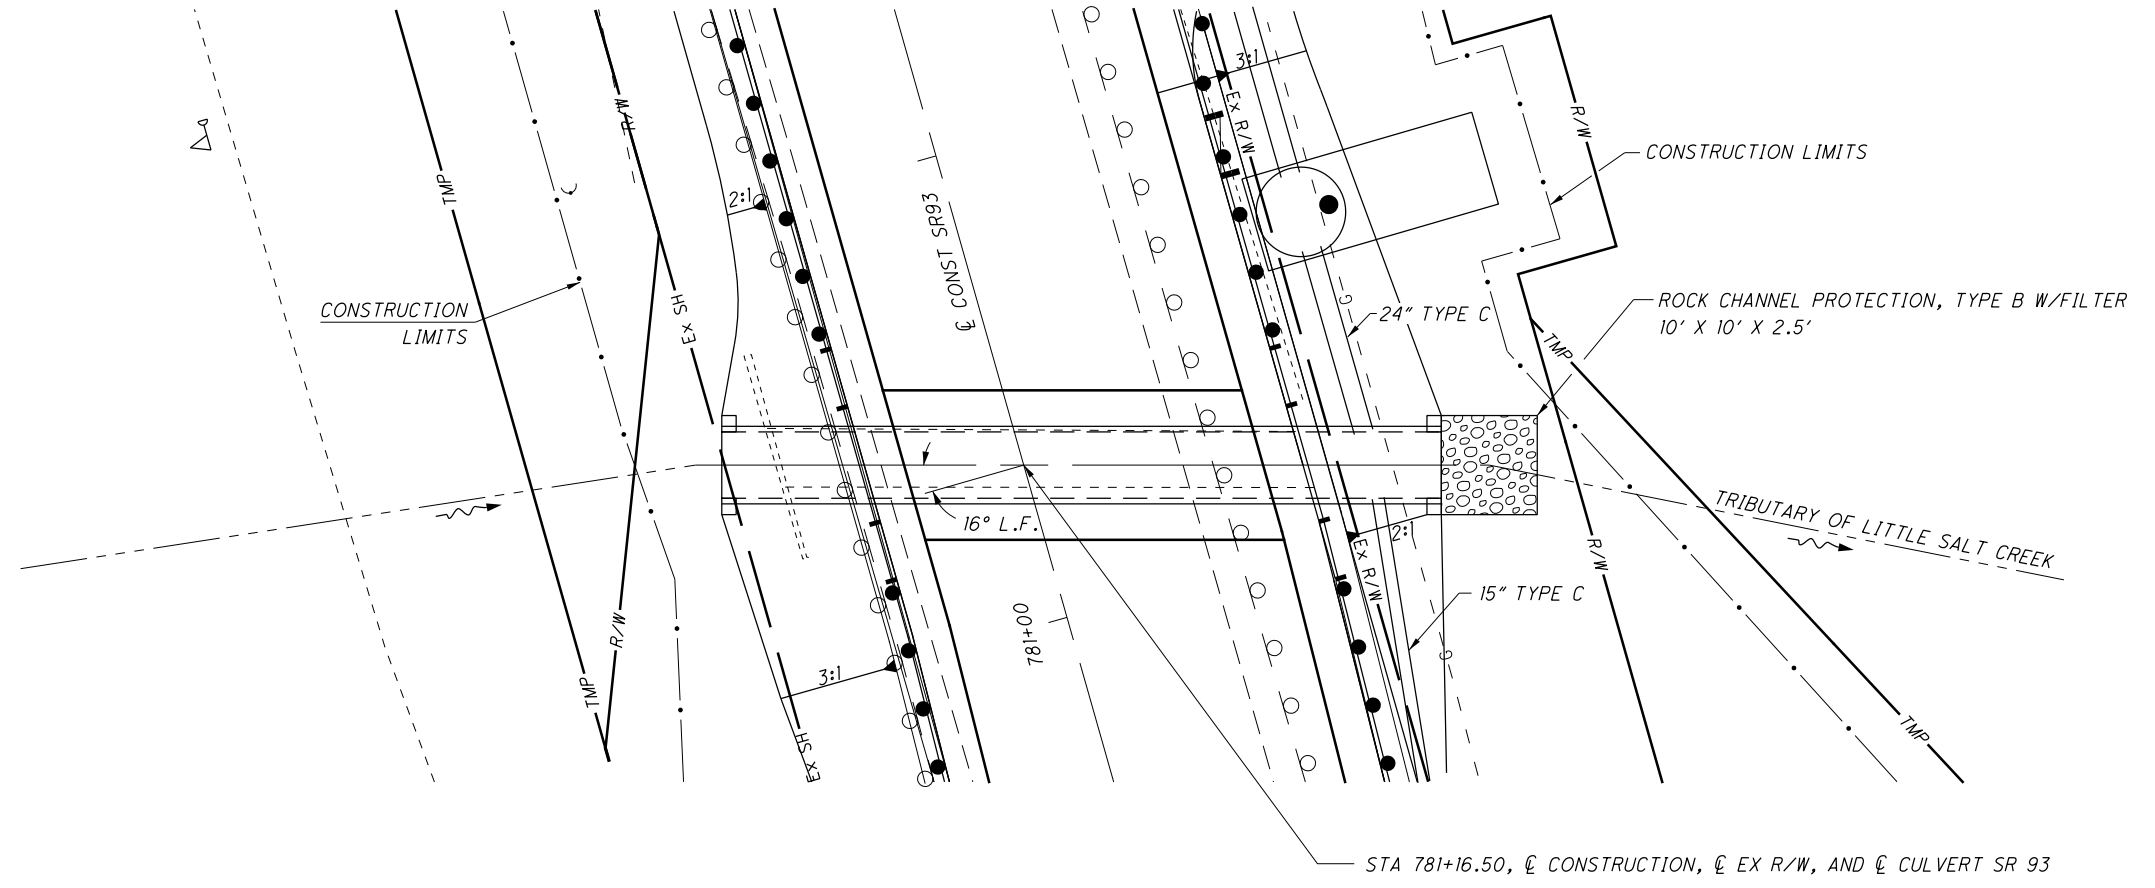 3:1
R/W
Ex R/W
R/W
CONSTRUCTION LIMITS
TMP
2:1
℄ CONST SR93
CONSTRUCTION
LIMITS
Ex SH
24" TYPE C
ROCK CHANNEL PROTECTION, TYPE B W/FILTER
10' X 10' X 2.5'
TMP
G
16° L.F.
2:1
TRIBUTARY OF LITTLE SALT CREEK
Ex R/W
R/W
15" TYPE C
R/W
781+00
G
3:1
TMP
Ex SH
TMP
STA 781+16.50, ℄ CONSTRUCTION, ℄ EX R/W, AND ℄ CULVERT SR 93